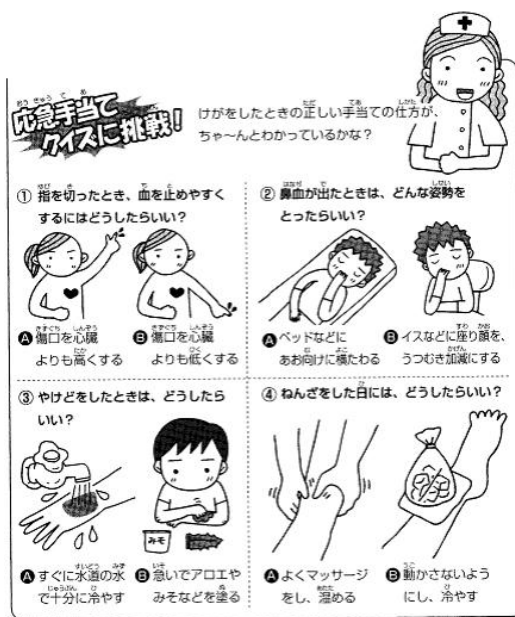 応急手当て
クイズに挑戦!
けがをしたときの正しい手当ての仕方が、
ちゃ〜んとわかっているかな?
① 指を切ったとき、血を止めやすく
するにはどうしたらいい?
A 傷口を心臓
よりも高くする
B 傷口を心臓
よりも低くする
② 鼻血が出たときは、どんな姿勢を
とったらいい?
A ベッドなどに
あお向けに横たわる
B イスなどに座り顔を、
うつむき加減にする
③ やけどをしたときは、どうしたら
いい?
みそ
A すぐに水道の水
で十分に冷やす
B 急いでアロエや
みそなどを塗る
④ ねんざをした日には、どうしたらいい?
A よくマッサージ
をし、温める
B 動かさないよう
にし、冷やす